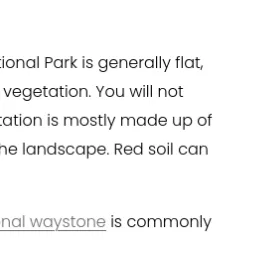 tional Park is generally flat,
vegetation. You will not
tation is mostly made up of
he landscape. Red soil can
onal waystone is commonly